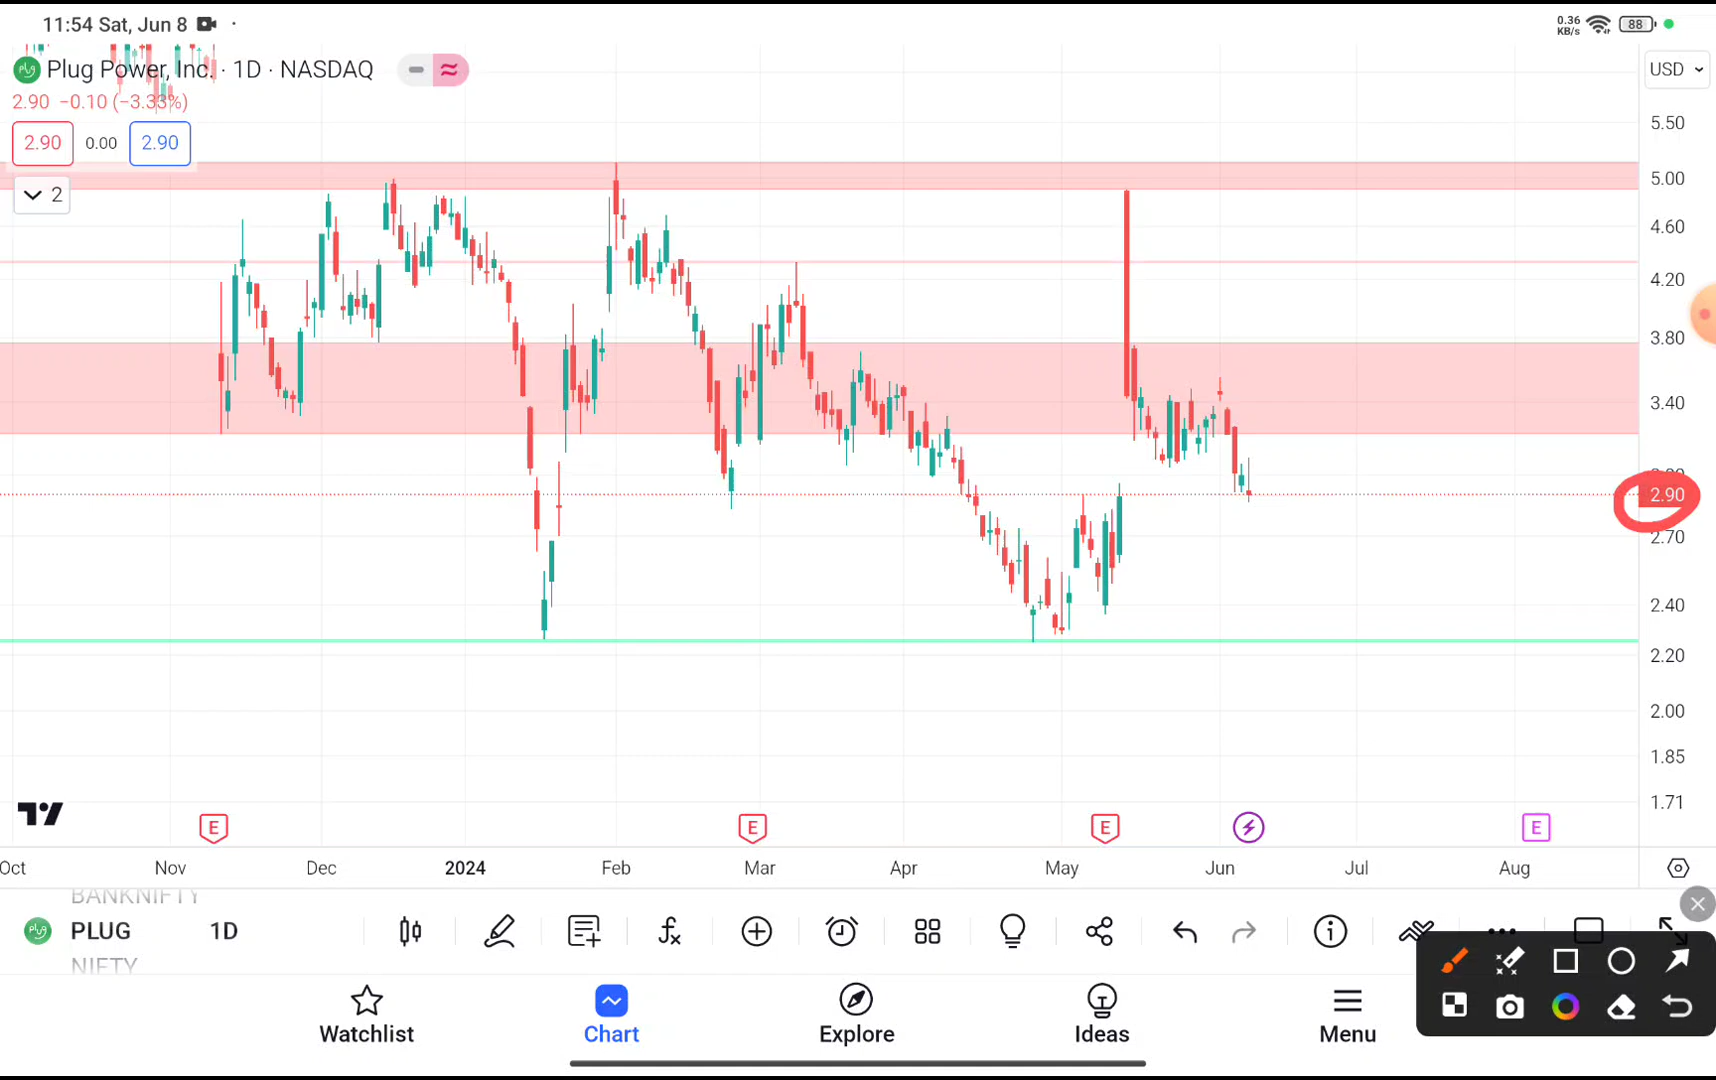 11:54 Sat, Jun 8
0.36
KB/s
88
Plug Power, Inc. · 1D · NASDAQ
USD
2.90 −0.10 (−3.33%)
2.90 0.00 2.90
2
5.50
5.00
4.60
4.20
3.80
3.40
2.90
2.70
2.40
2.20
2.00
1.85
1.71
E E E E
Oct Nov Dec 2024 Feb Mar Apr May Jun Jul Aug
BANKNIFTY
PLUG 1D
NIFTY
Watchlist Chart Explore Ideas Menu